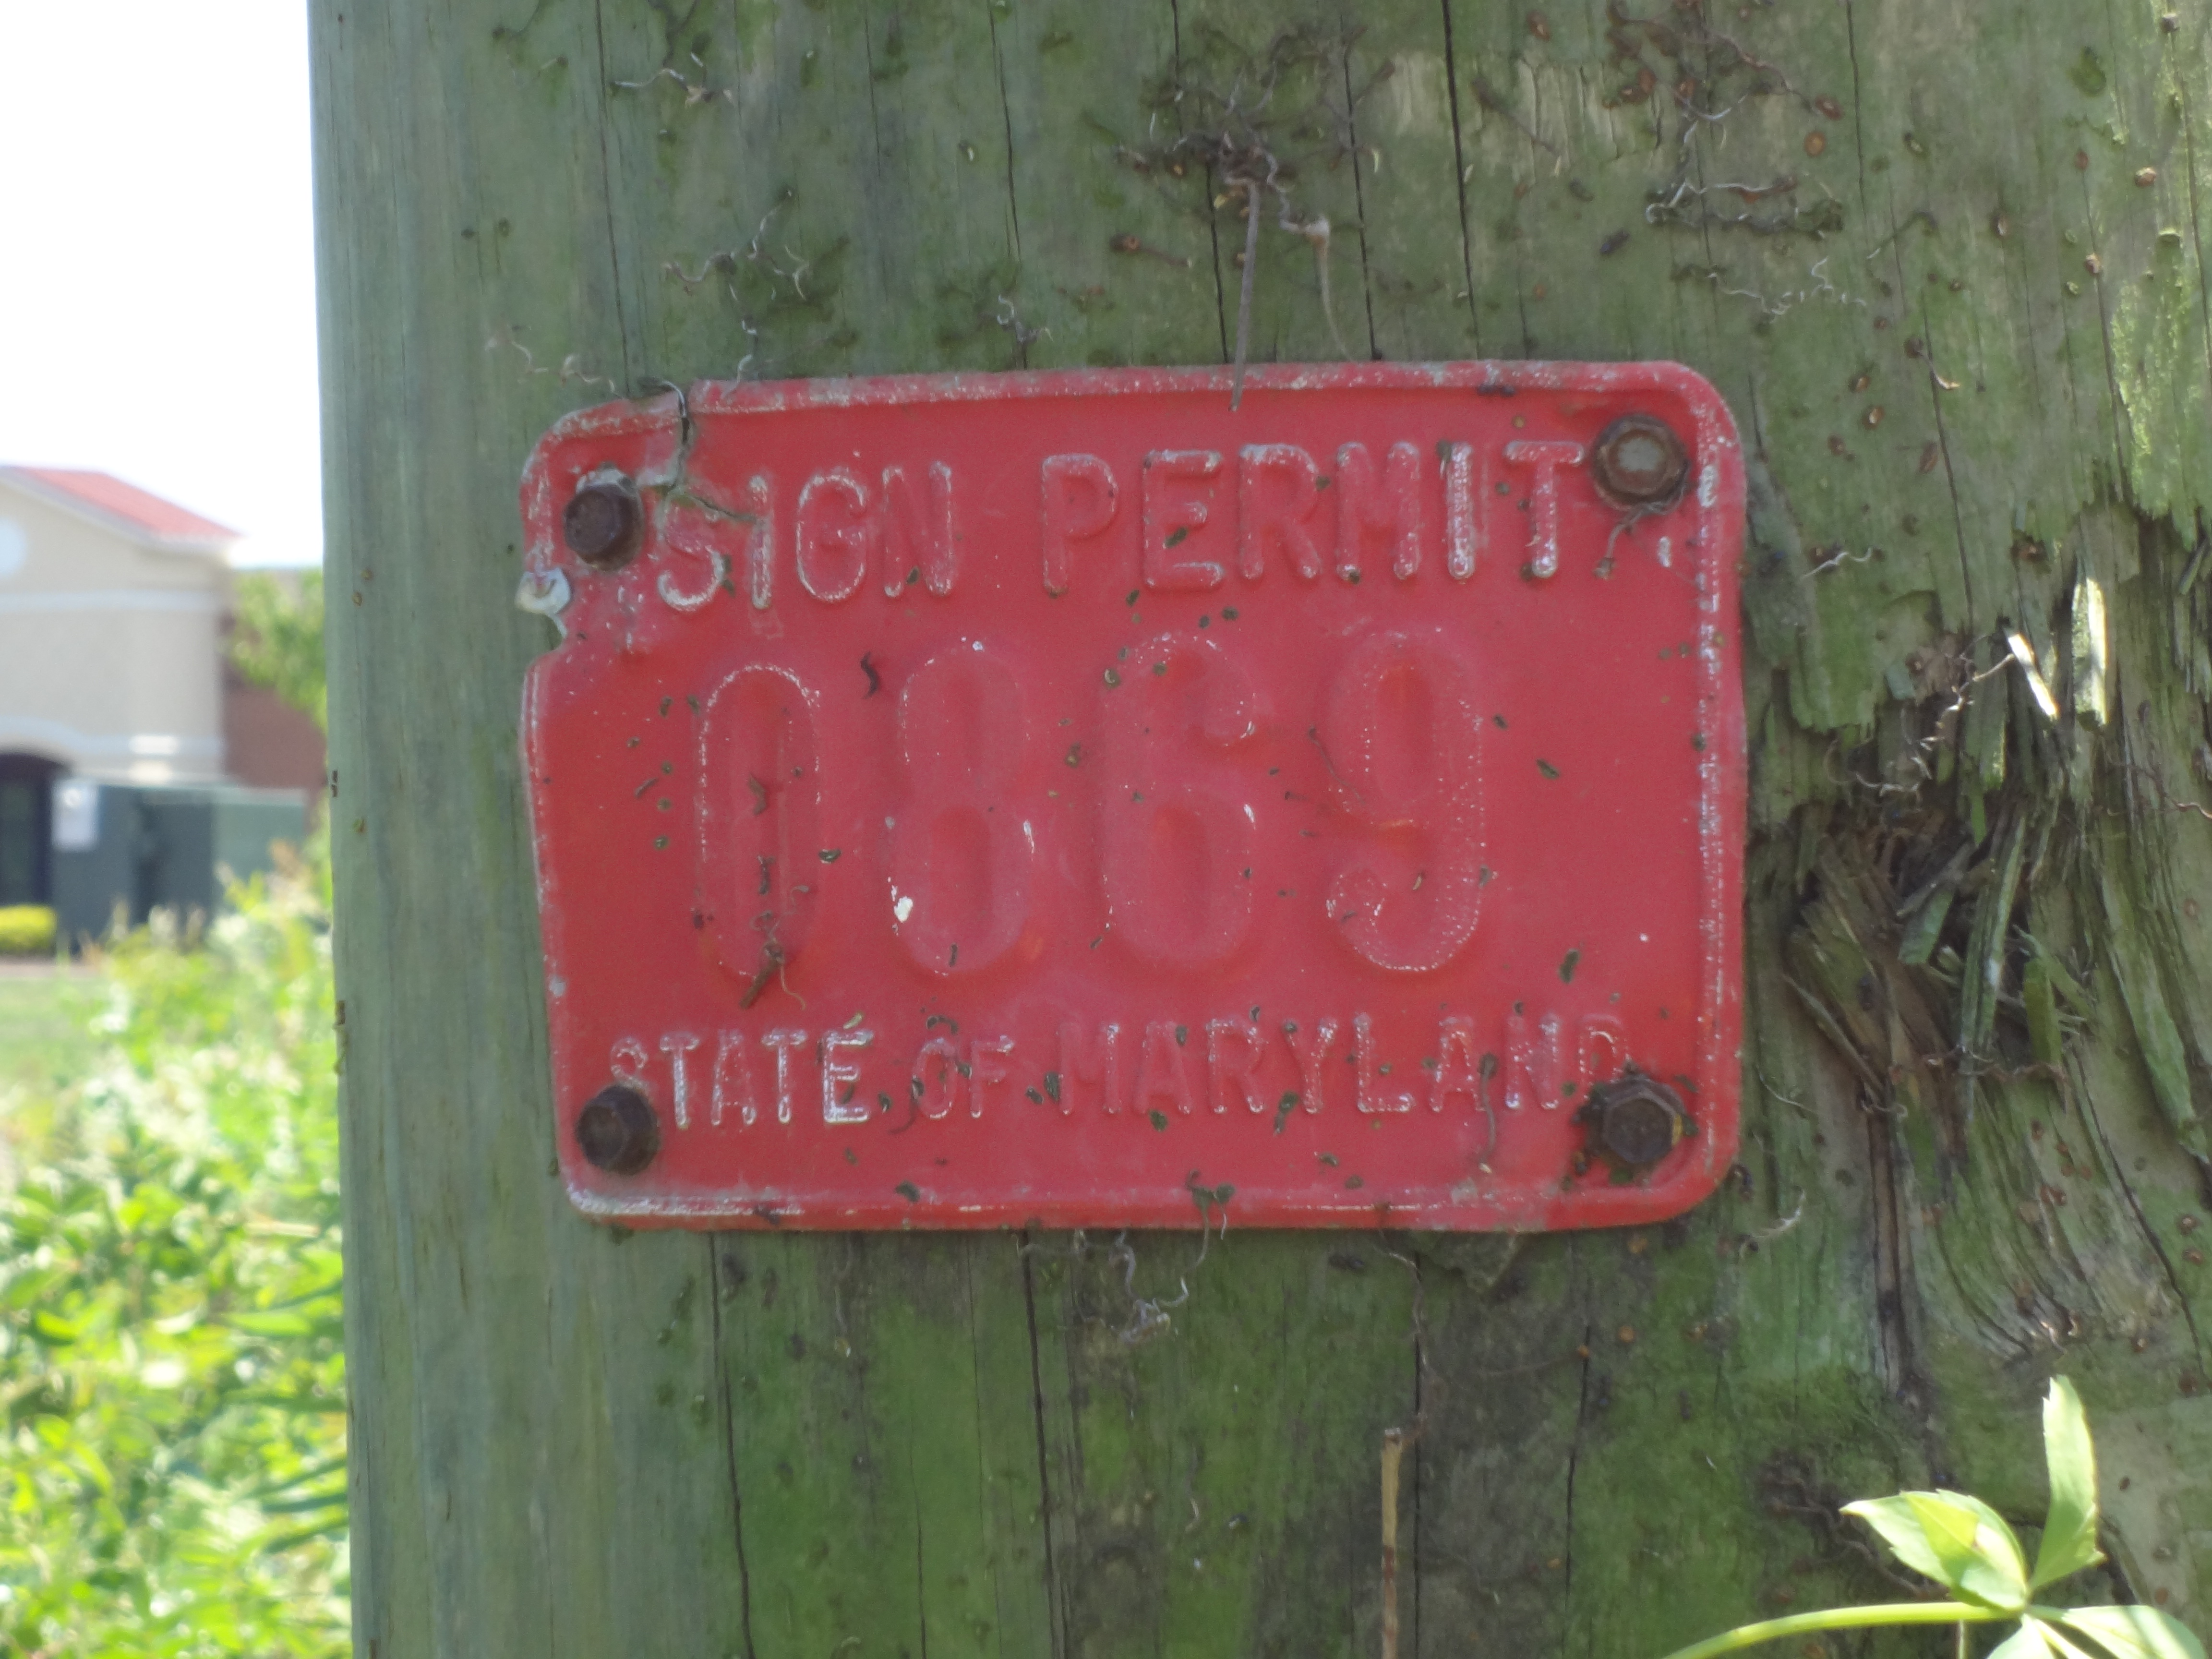 SIGN PERMIT
0869
STATE OF MARYLAND